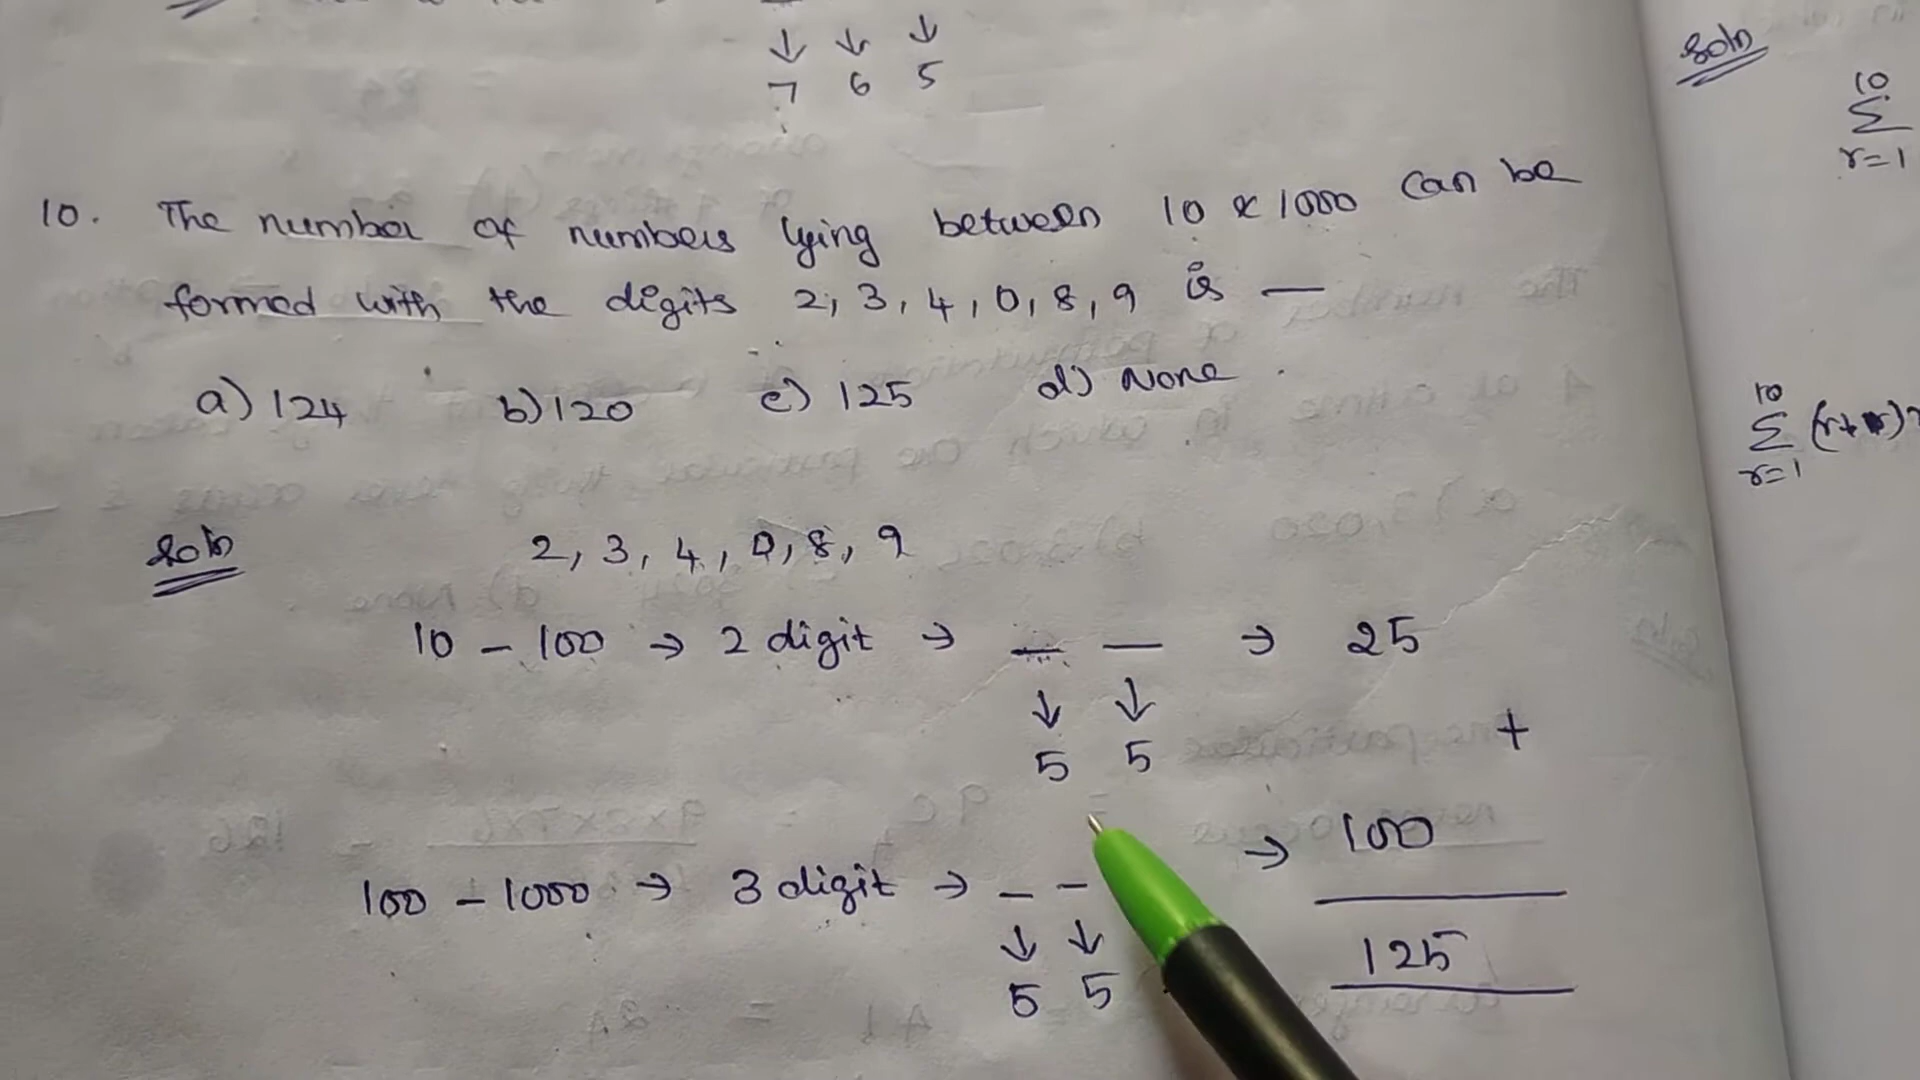 ↓ ↓ ↓
7 6 5
Soln
10
Σ
r=1
10. The number of numbers lying between 10 & 1000 can be
formed with the digits 2, 3, 4, 0, 8, 9 is —
a) 124 b) 120 c) 125 d) None.
10
Σ
r=1
Soln 2, 3, 4, 0, 8, 9
10 - 100 → 2 digit → _ _ → 25
↓ ↓
5 5 +
100 - 1000 → 3 digit → _ _ → 100
↓ ↓ 125
5 5